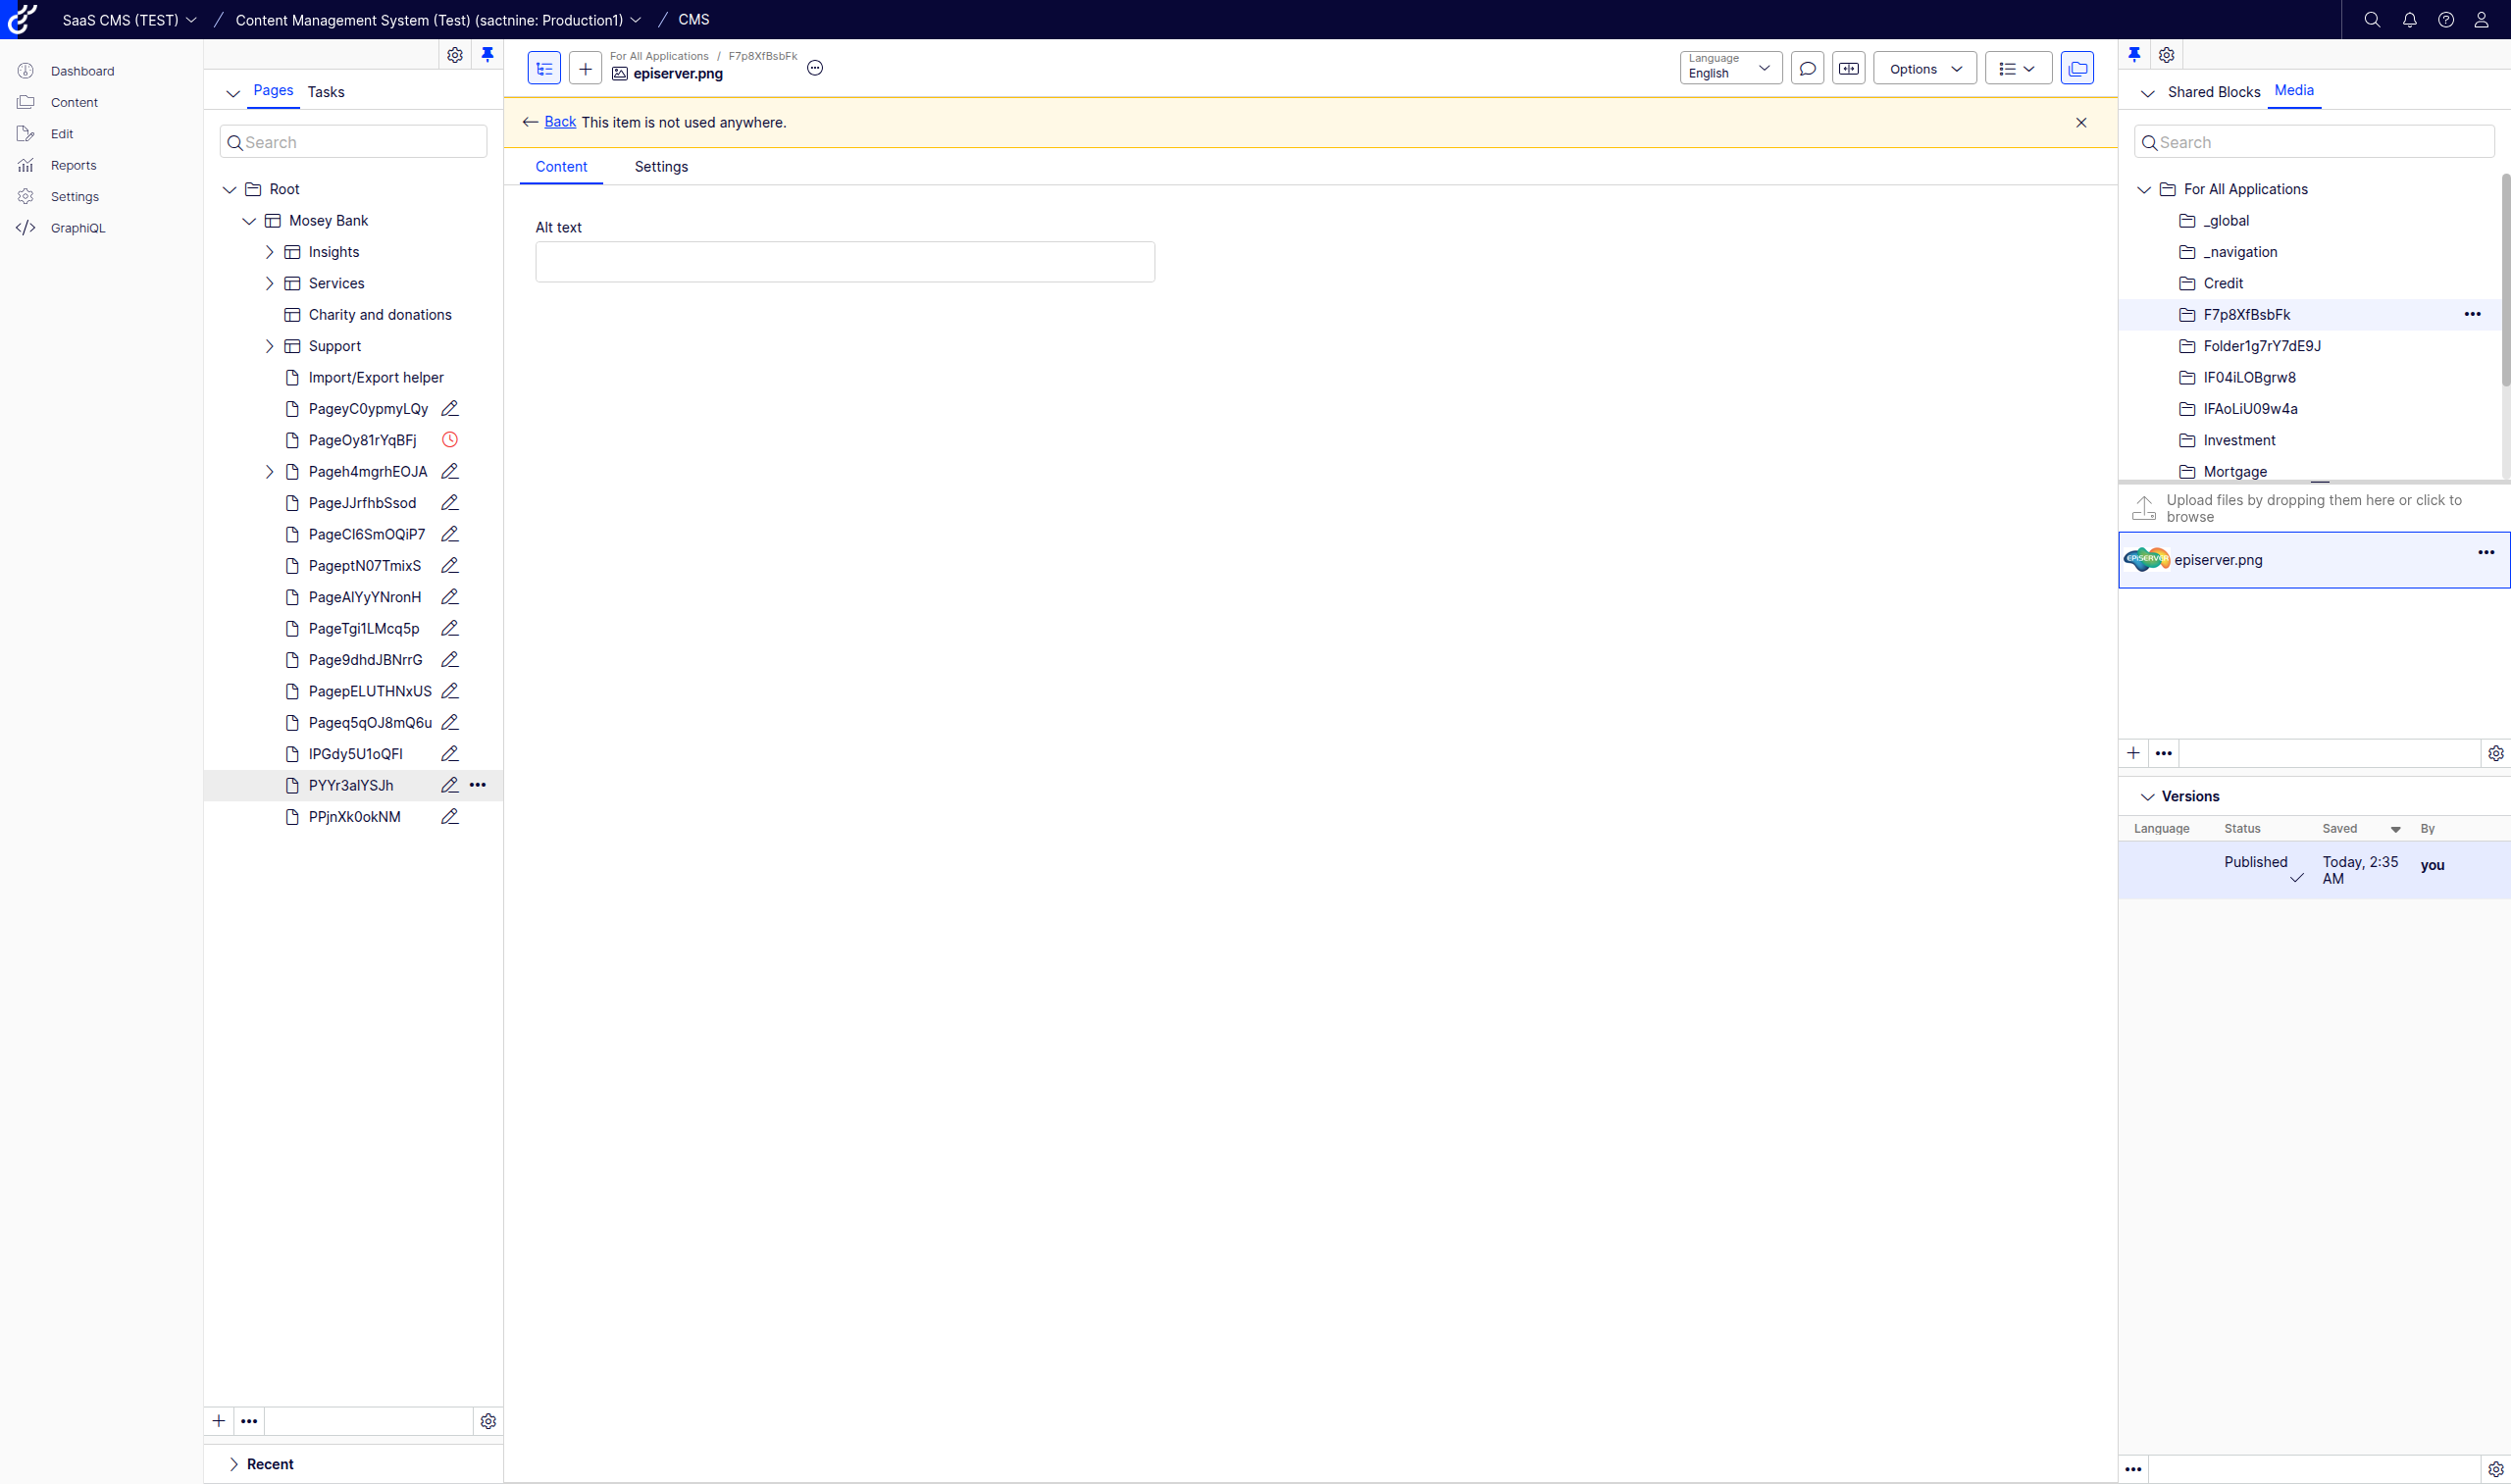 SaaS CMS (TEST) / Content Management System (Test) (sactnine: Production1) / CMS
Dashboard
Content
Edit
Reports
Settings
GraphiQL
Pages Tasks
Search
Root
Mosey Bank
Insights
Services
Charity and donations
Support
Import/Export helper
PageyC0ypmyLQy
PageOy81rYqBFj
Pageh4mgrhEOJA
PageJJrfhbSsod
PageCl6SmOQiP7
PageptN07TmixS
PageAlYyYNronH
PageTgi1LMcq5p
Page9dhdJBNrrG
PagepELUTHNxUS
Pageq5qOJ8mQ6u
IPGdy5U1oQFl
PYYr3alYSJh
PPjnXk0okNM
Recent
For All Applications / F7p8XfBsbFk
episerver.png
Language
English
Options
Back This item is not used anywhere.
Content Settings
Alt text
Shared Blocks Media
Search
For All Applications
_global
_navigation
Credit
F7p8XfBsbFk
Folder1g7rY7dE9J
IF04iLOBgrw8
IFAoLiU09w4a
Investment
Mortgage
Upload files by dropping them here or click to
browse
EPISERVER
episerver.png
Versions
Language Status Saved By
Published Today, 2:35 you
AM